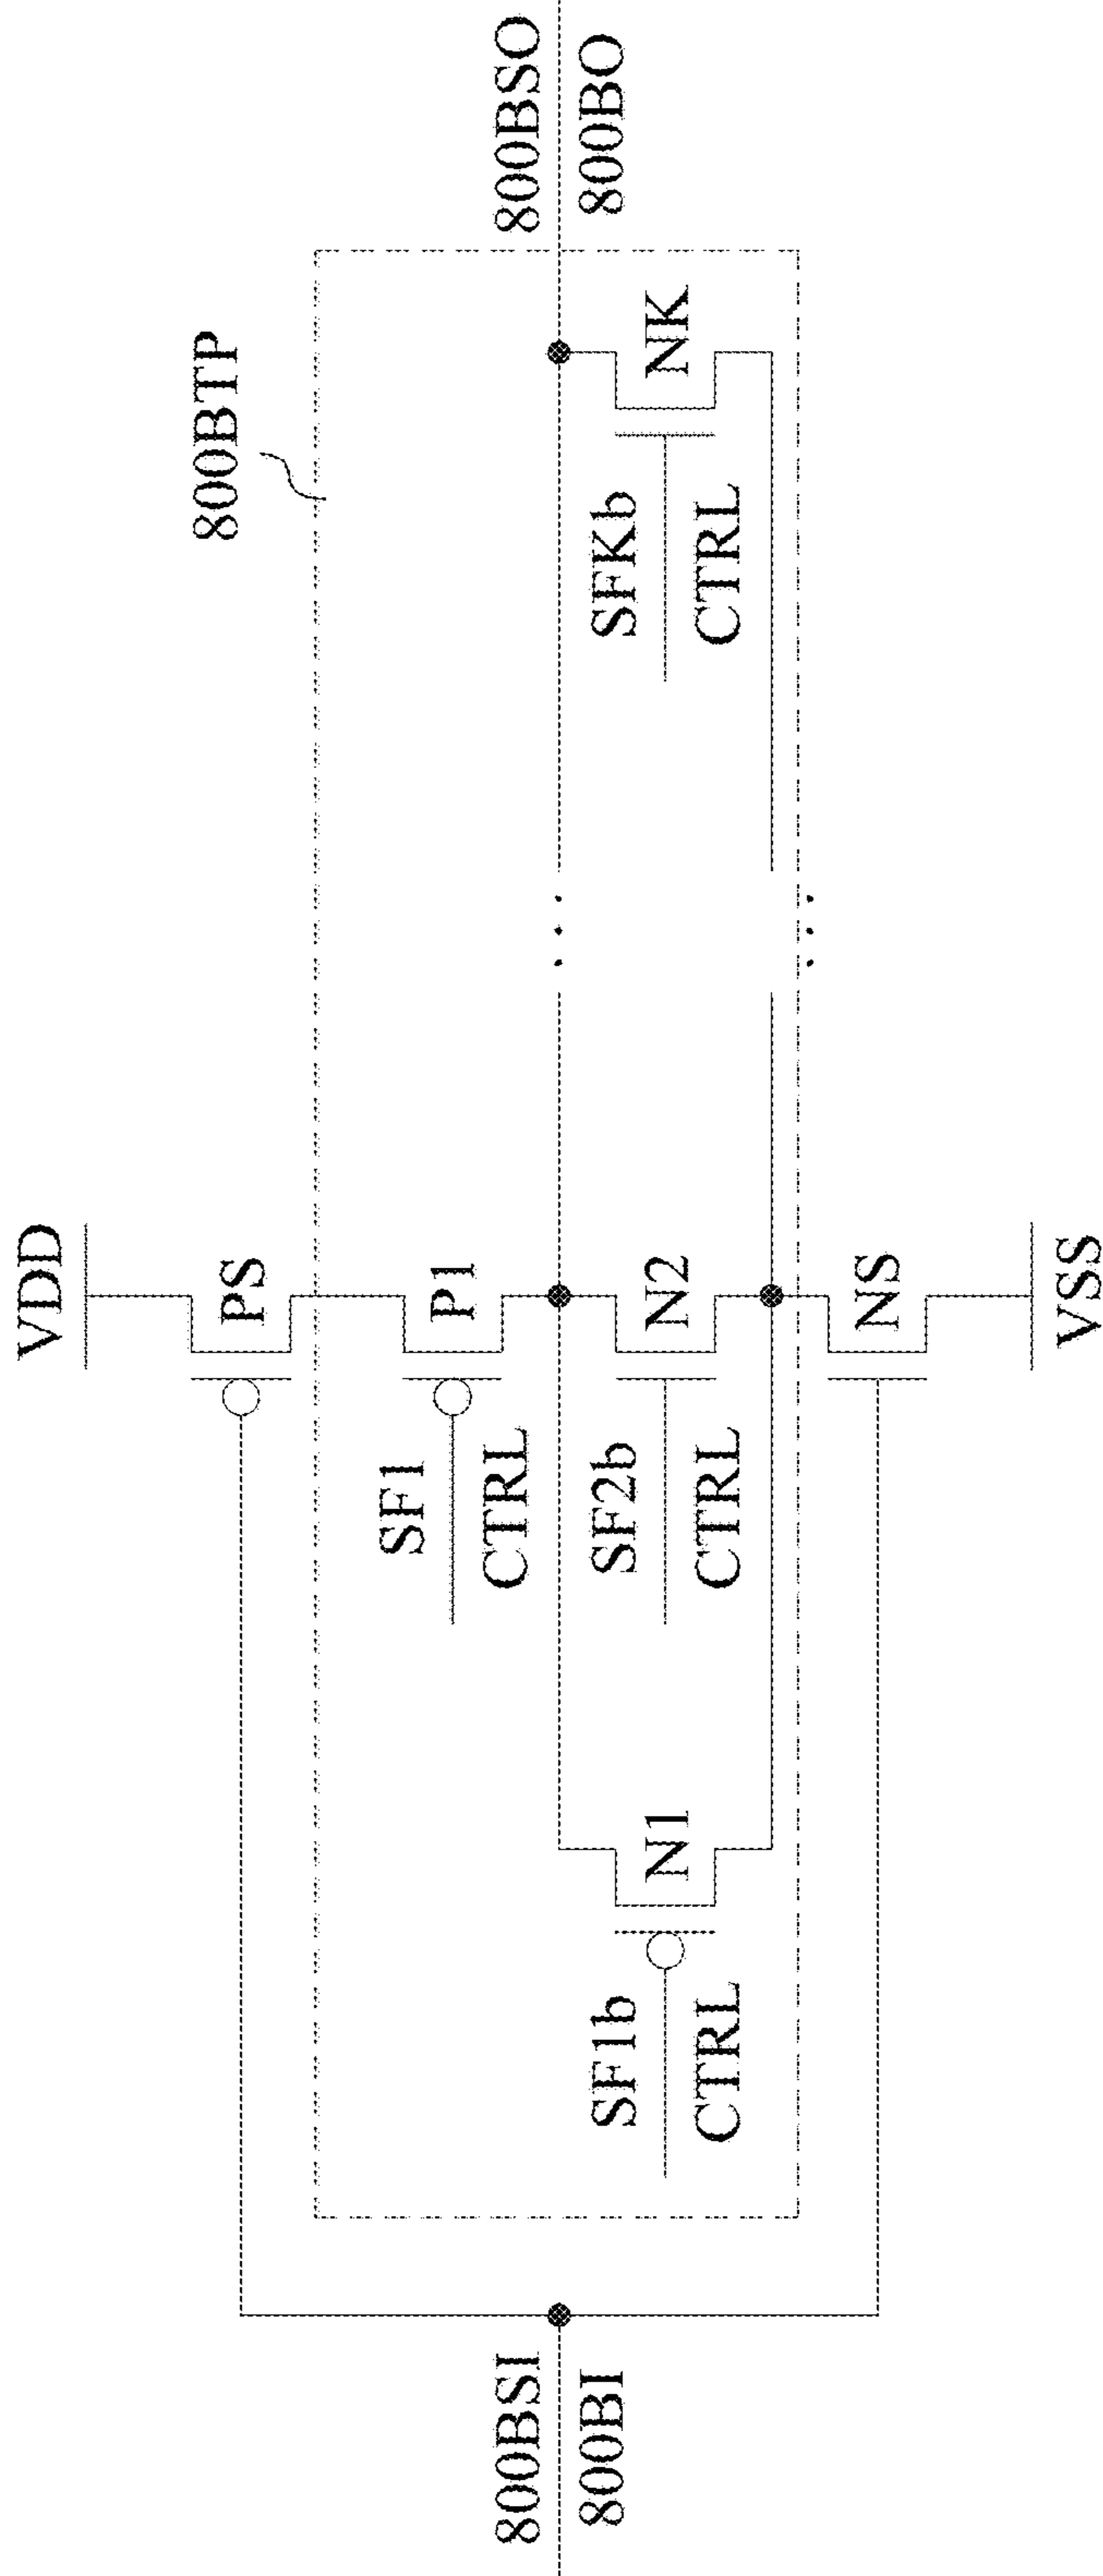 VDD
PS
800BTP
SF1
CTRL
P1
800BSI
800BI
SF1b
CTRL
N1
SF2b
CTRL
N2
SFKb
CTRL
NK
800BSO
800BO
NS
VSS